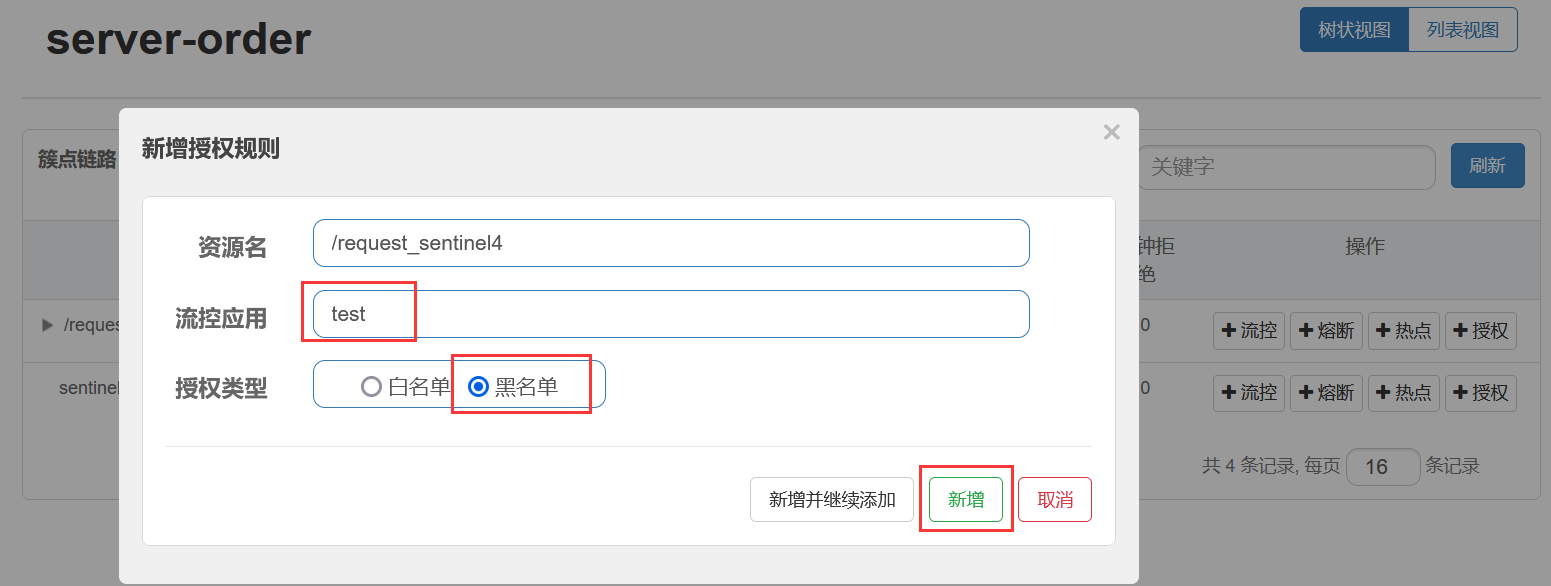 server-order
树状视图 列表视图
新增授权规则 ×
簇点链路 关键字 刷新
资源名 /request_sentinel4
钟拒
绝 操作
流控应用 test
/reques 0 流控 熔断 热点 授权
授权类型 白名单 黑名单
sentinel 0 流控 熔断 热点 授权
共 4 条记录, 每页 16 条记录
新增并继续添加 新增 取消